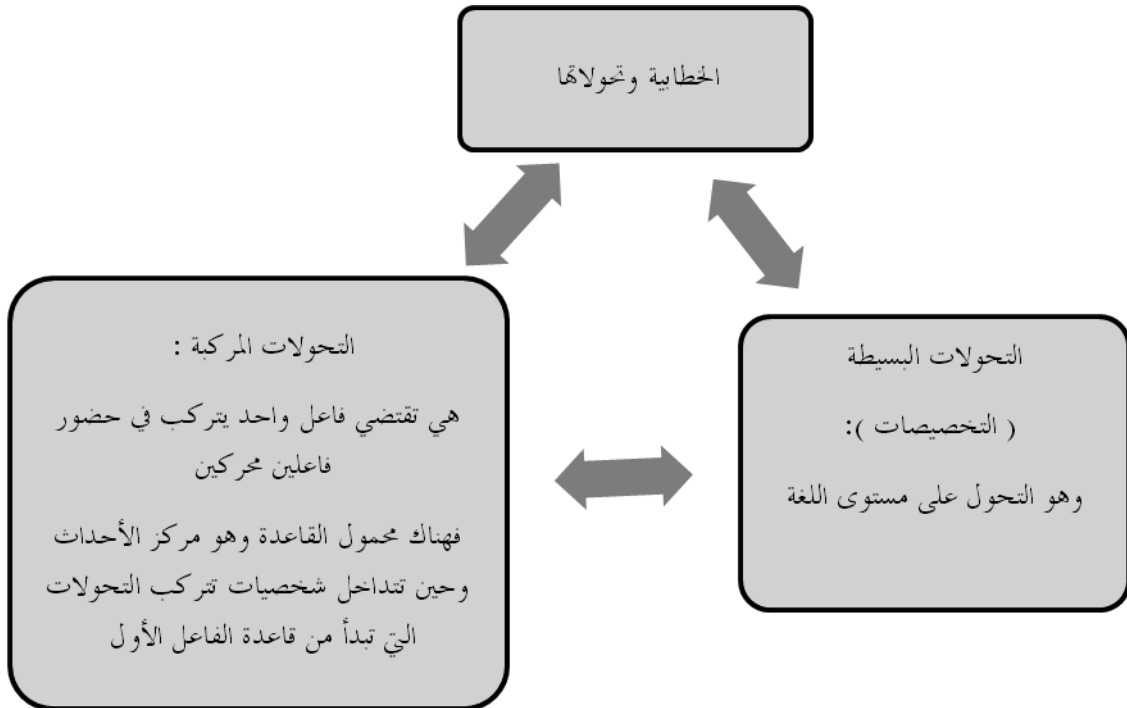 الخطابية وتحولاتها
التحولات البسيطة
( التخصيصات ):
وهو التحول على مستوى اللغة
التحولات المركبة :
هي تقتضي فاعل واحد يتركب في حضور
فاعلين محركين
فهناك محمول القاعدة وهو مركز الأحداث
وحين تتداخل شخصيات تتركب التحولات
التي تبدأ من قاعدة الفاعل الأول